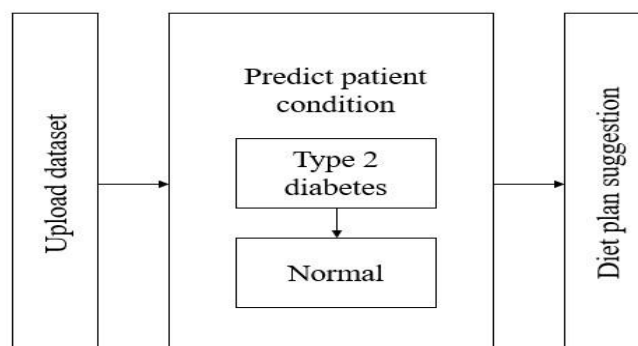 Upload dataset
Predict patient
condition
Type 2
diabetes
Normal
Diet plan suggestion